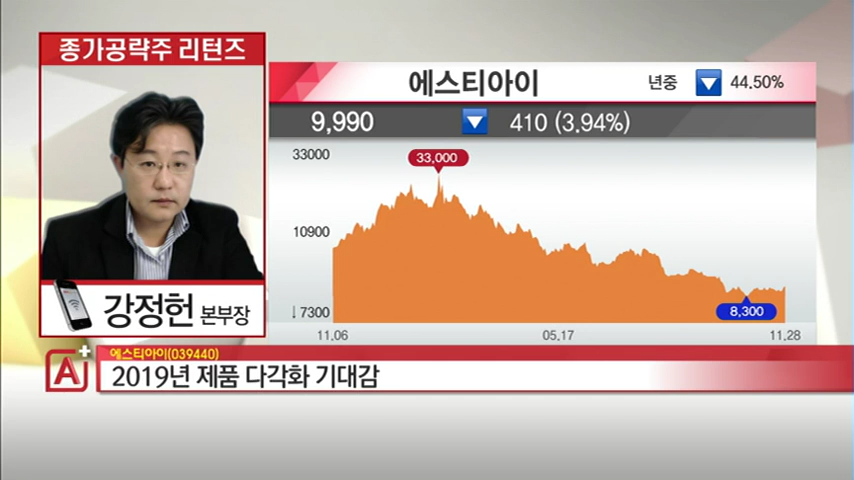 종가공략주 리턴즈
강정헌 본부장
에스티아이 년중 ▼ 44.50%
9,990 ▼ 410 (3.94%)
33000
33,000
10900
↓7300
8,300
11.06 05.17 11.28
A+
에스티아이(039440)
2019년 제품 다각화 기대감